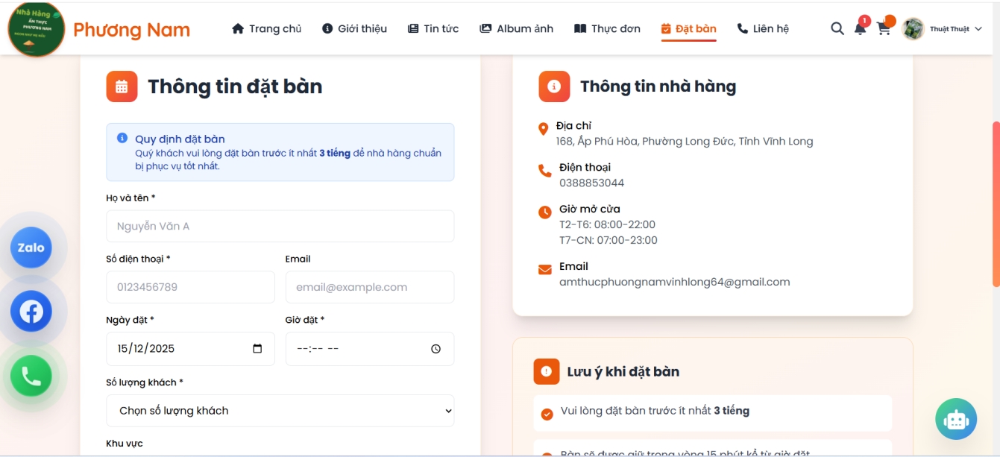 Nhà Hàng
ẨM THỰC
PHƯƠNG NAM
Phương Nam
Trang chủ
Giới thiệu
Tin tức
Album ảnh
Thực đơn
Đặt bàn
Liên hệ
1
Thuật Thuật
Thông tin đặt bàn
Quy định đặt bàn
Quý khách vui lòng đặt bàn trước ít nhất 3 tiếng để nhà hàng chuẩn
bị phục vụ tốt nhất.
Họ và tên *
Nguyễn Văn A
Số điện thoại *
Email
0123456789
email@example.com
Ngày đặt *
Giờ đặt *
15/12/2025
--:-- --
Số lượng khách *
Chọn số lượng khách
Khu vực
Zalo
Thông tin nhà hàng
Địa chỉ
168, Ấp Phú Hòa, Phường Long Đức, Tỉnh Vĩnh Long
Điện thoại
0388853044
Giờ mở cửa
T2-T6: 08:00-22:00
T7-CN: 07:00-23:00
Email
amthucphuongnamvinhlong64@gmail.com
Lưu ý khi đặt bàn
Vui lòng đặt bàn trước ít nhất 3 tiếng
Bàn sẽ được giữ trong vòng 15 phút kể từ giờ đặt